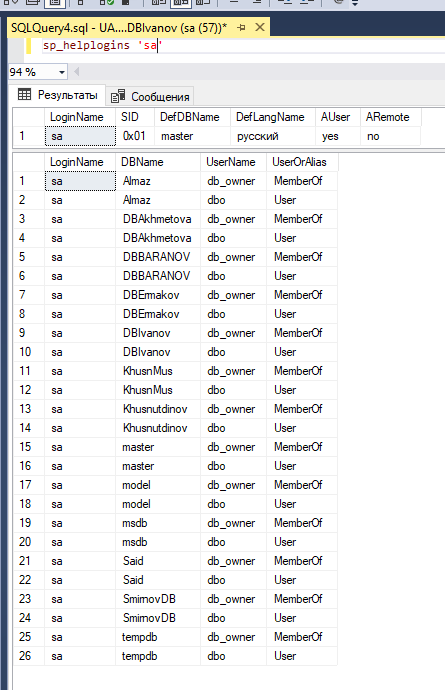 SQLQuery4.sql - UA....DBIvanov (sa (57))*
sp_helplogins 'sa'
94 %
Результаты Сообщения
LoginName SID DefDBName DefLangName AUser ARemote
1 sa 0x01 master русский yes no
LoginName DBName UserName UserOrAlias
1 sa Almaz db_owner MemberOf
2 sa Almaz dbo User
3 sa DBAkhmetova db_owner MemberOf
4 sa DBAkhmetova dbo User
5 sa DBBARANOV db_owner MemberOf
6 sa DBBARANOV dbo User
7 sa DBErmakov db_owner MemberOf
8 sa DBErmakov dbo User
9 sa DBIvanov db_owner MemberOf
10 sa DBIvanov dbo User
11 sa KhusnMus db_owner MemberOf
12 sa KhusnMus dbo User
13 sa Khusnutdinov db_owner MemberOf
14 sa Khusnutdinov dbo User
15 sa master db_owner MemberOf
16 sa master dbo User
17 sa model db_owner MemberOf
18 sa model dbo User
19 sa msdb db_owner MemberOf
20 sa msdb dbo User
21 sa Said db_owner MemberOf
22 sa Said dbo User
23 sa SmirnovDB db_owner MemberOf
24 sa SmirnovDB dbo User
25 sa tempdb db_owner MemberOf
26 sa tempdb dbo User